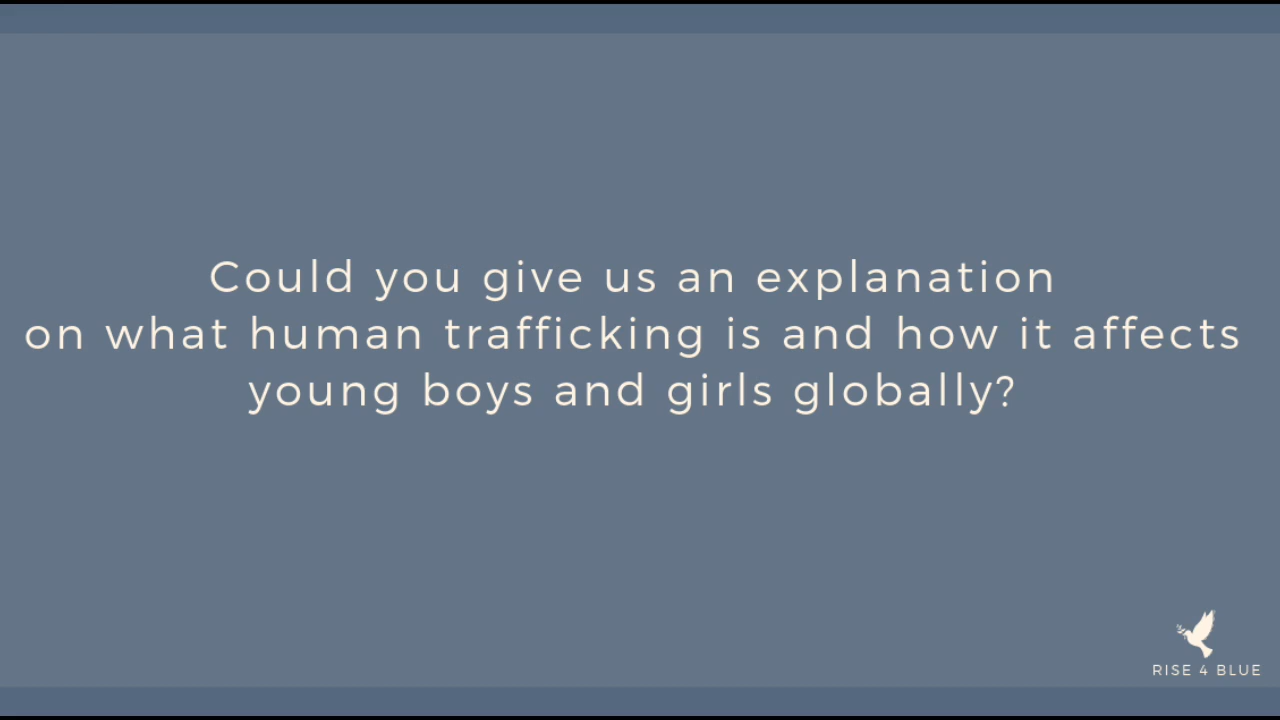 Could you give us an explanation
on what human trafficking is and how it affects
young boys and girls globally?
RISE 4 BLUE